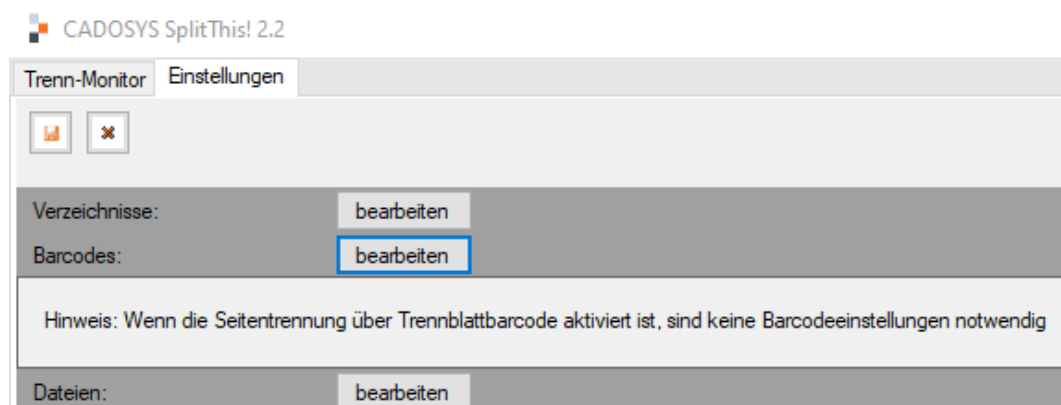 CADOSYS SplitThis! 2.2
Trenn-Monitor Einstellungen
Verzeichnisse: bearbeiten
Barcodes: bearbeiten
Hinweis: Wenn die Seitentrennung über Trennblattbarcode aktiviert ist, sind keine Barcodeeinstellungen notwendig
Dateien: bearbeiten